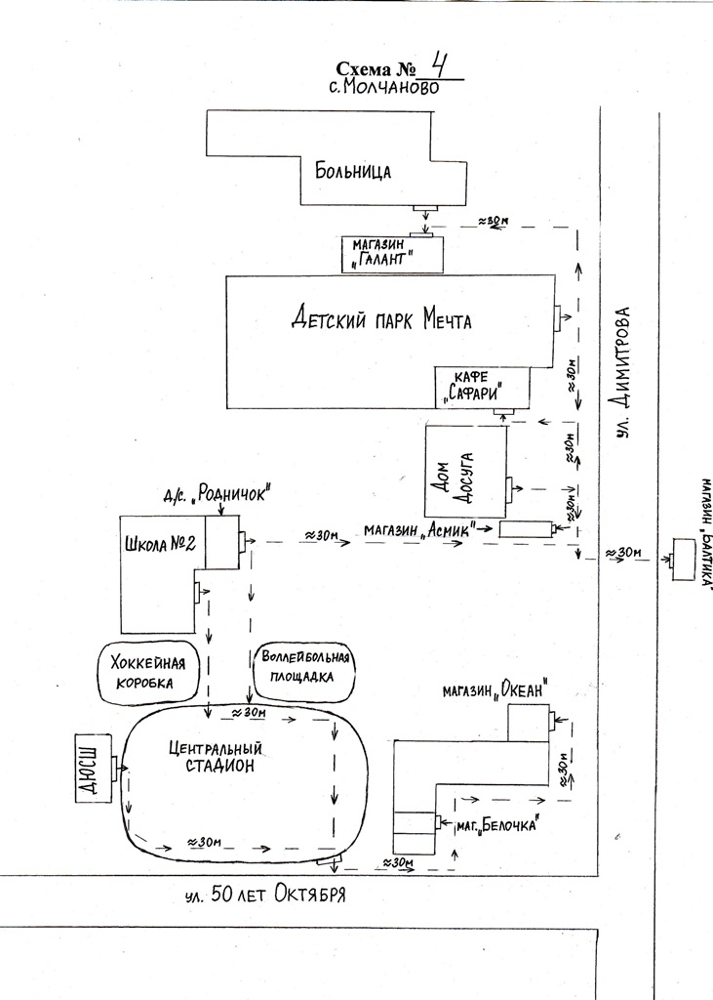 Схема № 4
с. Молчаново
Больница
≈30м
магазин
„Галант"
Детский парк Мечта
ул. Димитрова
≈30м
кафе
„Сафари"
≈30м
Дом
досуга
≈30м
д/с. „Родничок"
Школа №2
≈30м
магазин „Асмик"
≈30м
магазин „Балтика"
Хоккейная
коробка
Воллейбольная
площадка
магазин „Океан"
≈30м
Центральный
стадион
ДЮСШ
≈30м
маг. „Белочка"
≈30м
≈30м
ул. 50 лет Октября